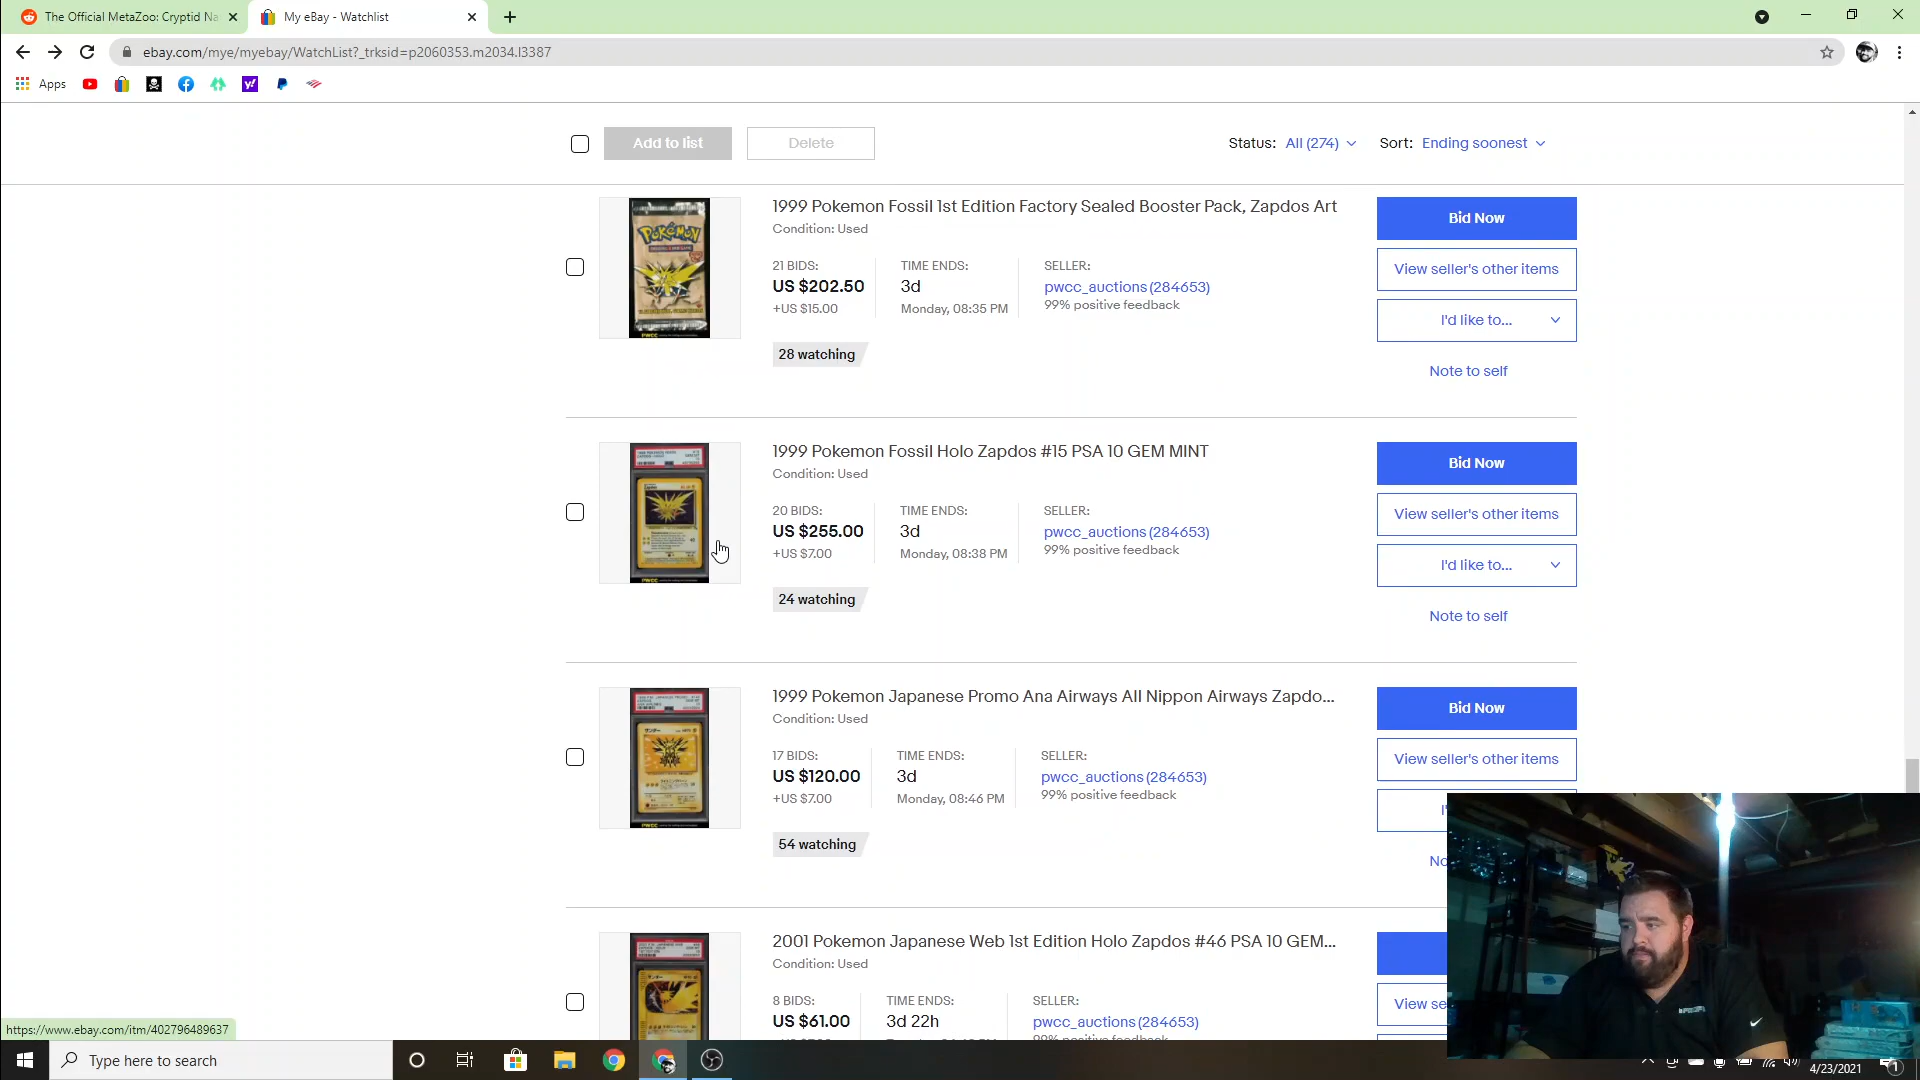 The Official MetaZoo: Cryptid Na
My eBay - Watchlist
ebay.com/mye/myebay/WatchList?_trksid=p2060353.m2034.l3387
Apps
Add to list
Delete
Status: All (274)
Sort: Ending soonest
1999 Pokemon Fossil 1st Edition Factory Sealed Booster Pack, Zapdos Art
Condition: Used
21 BIDS:
US $202.50
+US $15.00
TIME ENDS:
3d
Monday, 08:35 PM
SELLER:
pwcc_auctions (284653)
99% positive feedback
28 watching
Bid Now
View seller's other items
I'd like to...
Note to self
POKéMON
PWCC
1999 Pokemon Fossil Holo Zapdos #15 PSA 10 GEM MINT
Condition: Used
20 BIDS:
US $255.00
+US $7.00
TIME ENDS:
3d
Monday, 08:38 PM
SELLER:
pwcc_auctions (284653)
99% positive feedback
24 watching
Bid Now
View seller's other items
I'd like to...
Note to self
PWCC
1999 Pokemon Japanese Promo Ana Airways All Nippon Airways Zapdo...
Condition: Used
17 BIDS:
US $120.00
+US $7.00
TIME ENDS:
3d
Monday, 08:46 PM
SELLER:
pwcc_auctions (284653)
99% positive feedback
54 watching
Bid Now
View seller's other items
PWCC
2001 Pokemon Japanese Web 1st Edition Holo Zapdos #46 PSA 10 GEM...
Condition: Used
8 BIDS:
US $61.00
TIME ENDS:
3d 22h
SELLER:
pwcc_auctions (284653)
View se
https://www.ebay.com/itm/402796489637
Type here to search
4/23/2021